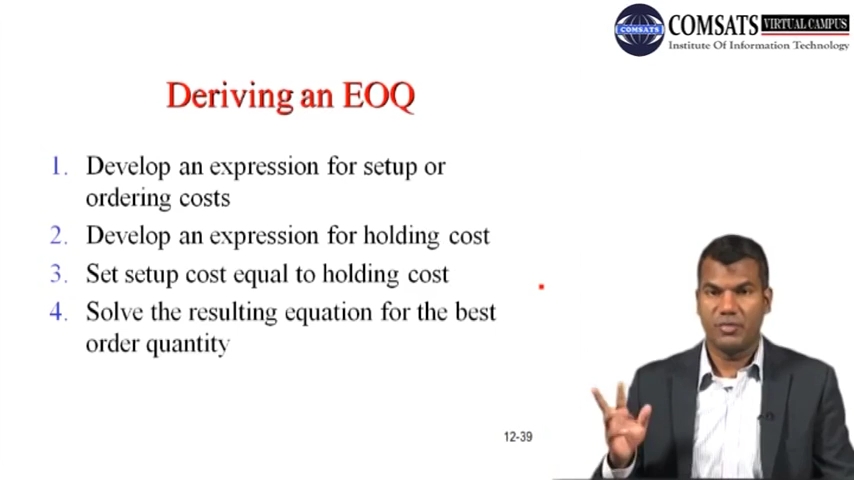 COMSATS VIRTUAL CAMPUS
Institute Of Information Technology
COMSATS
Deriving an EOQ
1. Develop an expression for setup or
ordering costs
2. Develop an expression for holding cost
3. Set setup cost equal to holding cost
4. Solve the resulting equation for the best
order quantity
12-39